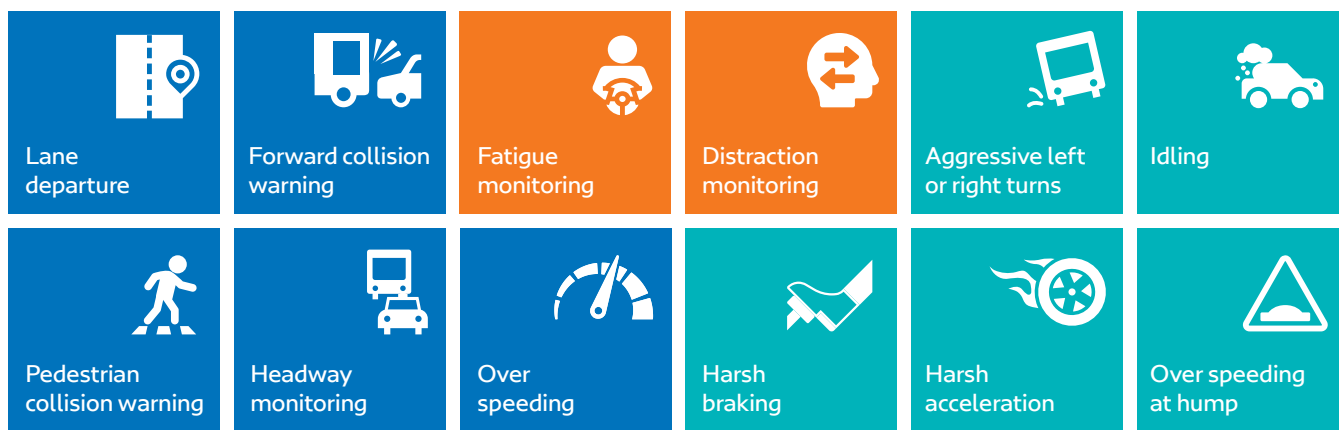 Lane
departure
Forward collision
warning
Fatigue
monitoring
Distraction
monitoring
Aggressive left
or right turns
Idling
Pedestrian
collision warning
Headway
monitoring
Over
speeding
Harsh
braking
Harsh
acceleration
Over speeding
at hump